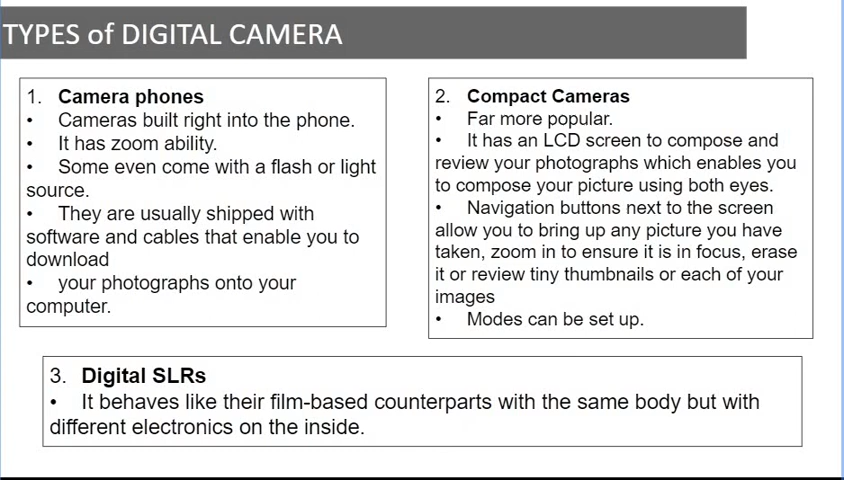 TYPES of DIGITAL CAMERA
1. Camera phones
• Cameras built right into the phone.
• It has zoom ability.
• Some even come with a flash or light
source.
• They are usually shipped with
software and cables that enable you to
download
• your photographs onto your
computer.
2. Compact Cameras
• Far more popular.
• It has an LCD screen to compose and
review your photographs which enables you
to compose your picture using both eyes.
• Navigation buttons next to the screen
allow you to bring up any picture you have
taken, zoom in to ensure it is in focus, erase
it or review tiny thumbnails or each of your
images
• Modes can be set up.
3. Digital SLRs
• It behaves like their film-based counterparts with the same body but with
different electronics on the inside.